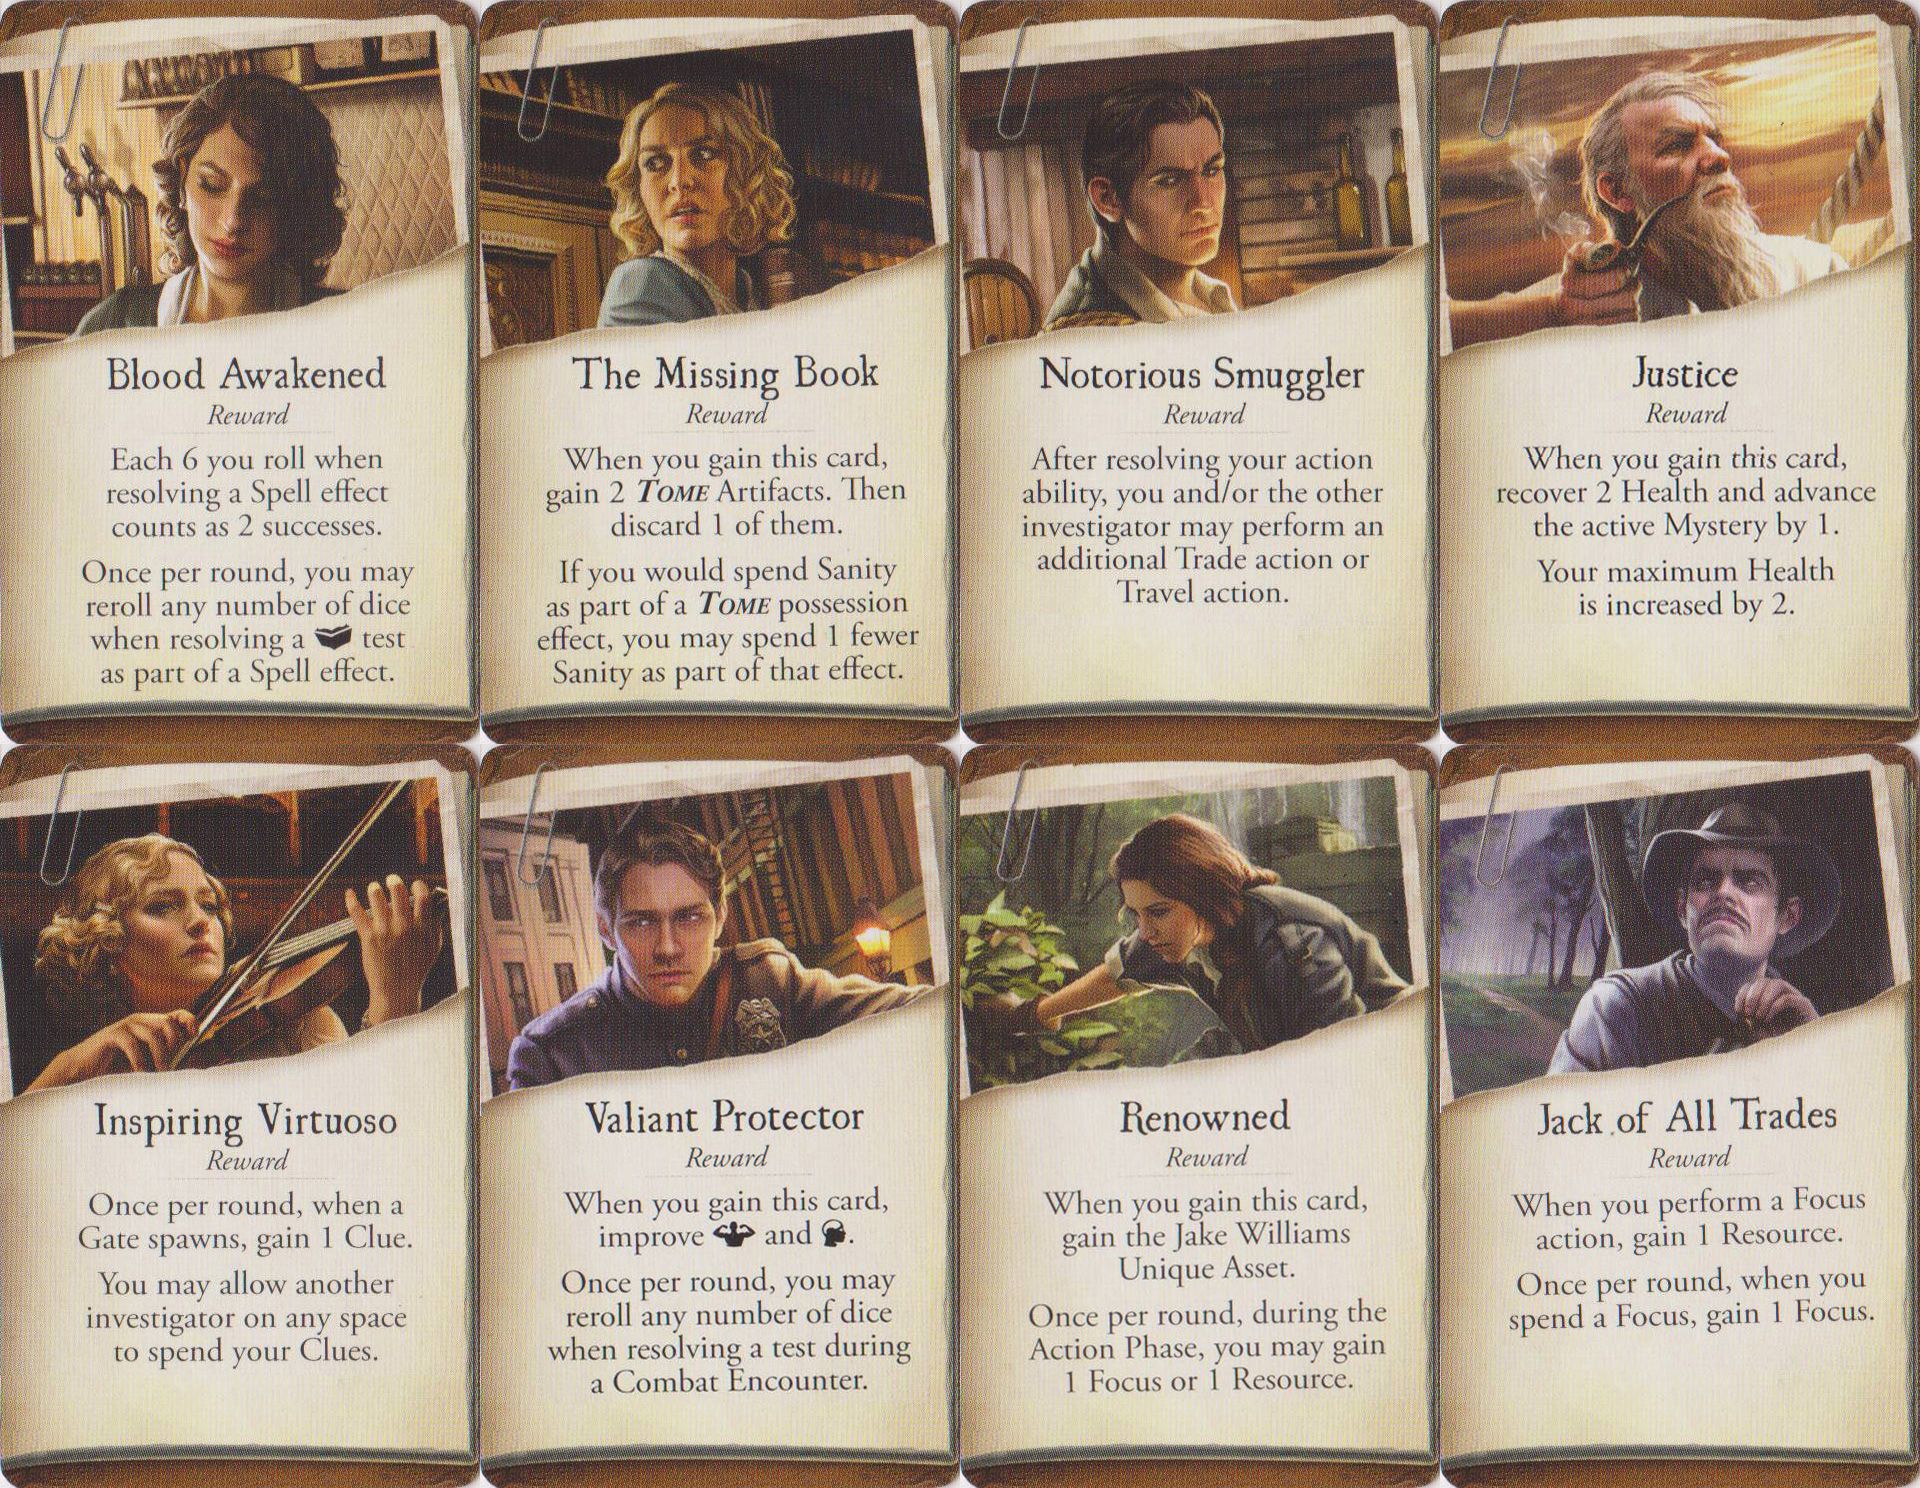 Blood Awakened
Reward
Each 6 you roll when
resolving a Spell effect
counts as 2 successes.
Once per round, you may
reroll any number of dice
when resolving a test
as part of a Spell effect.
The Missing Book
Reward
When you gain this card,
gain 2 TOME Artifacts. Then
discard 1 of them.
If you would spend Sanity
as part of a TOME possession
effect, you may spend 1 fewer
Sanity as part of that effect.
Notorious Smuggler
Reward
After resolving your action
ability, you and/or the other
investigator may perform an
additional Trade action or
Travel action.
Justice
Reward
When you gain this card,
recover 2 Health and advance
the active Mystery by 1.
Your maximum Health
is increased by 2.
Inspiring Virtuoso
Reward
Once per round, when a
Gate spawns, gain 1 Clue.
You may allow another
investigator on any space
to spend your Clues.
Valiant Protector
Reward
When you gain this card,
improve and .
Once per round, you may
reroll any number of dice
when resolving a test during
a Combat Encounter.
Renowned
Reward
When you gain this card,
gain the Jake Williams
Unique Asset.
Once per round, during the
Action Phase, you may gain
1 Focus or 1 Resource.
Jack of All Trades
Reward
When you perform a Focus
action, gain 1 Resource.
Once per round, when you
spend a Focus, gain 1 Focus.